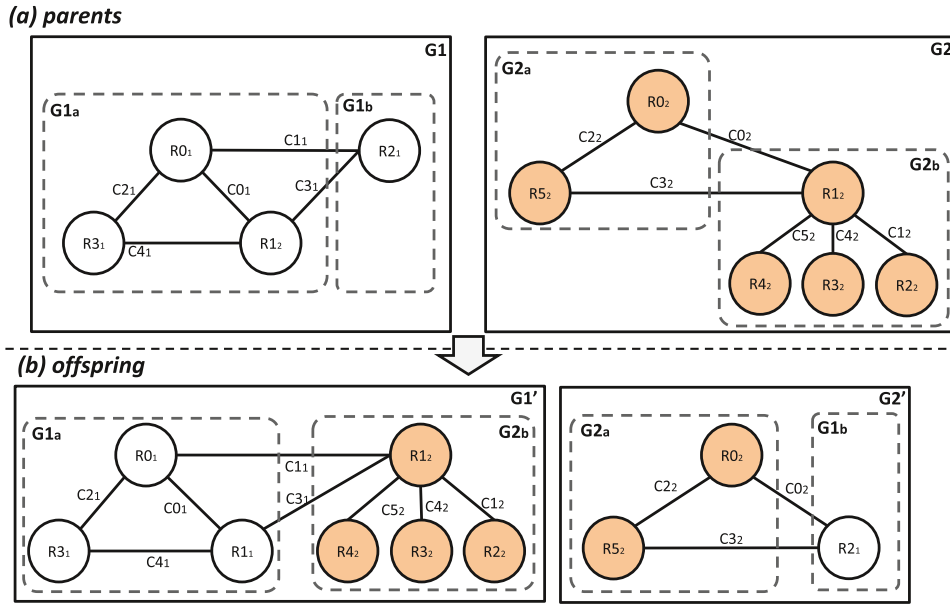 (a) parents
G1
G1a
G1b
R01
C11
R21
C21
C01
C31
R31
C41
R12
G2
G2a
R02
C22
C02
G2b
R52
C32
R12
C52
C42
C12
R42
R32
R22
(b) offspring
G1'
G1a
G2b
R01
C11
R12
C21
C01
C31
C52
C42
C12
R31
C41
R11
R42
R32
R22
G2'
G2a
G1b
R02
C22
C02
R52
C32
R21